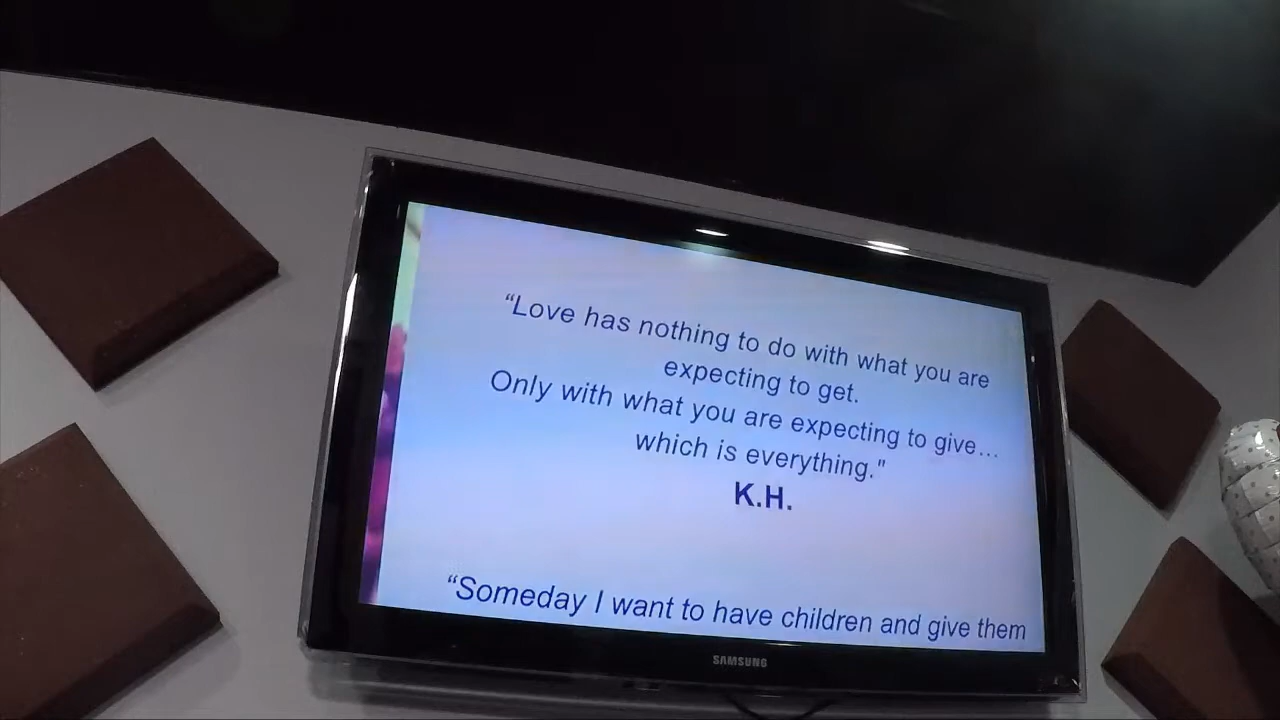 “Love has nothing to do with what you are
expecting to get.
Only with what you are expecting to give...
which is everything."
K.H.
“Someday I want to have children and give them
SAMSUNG